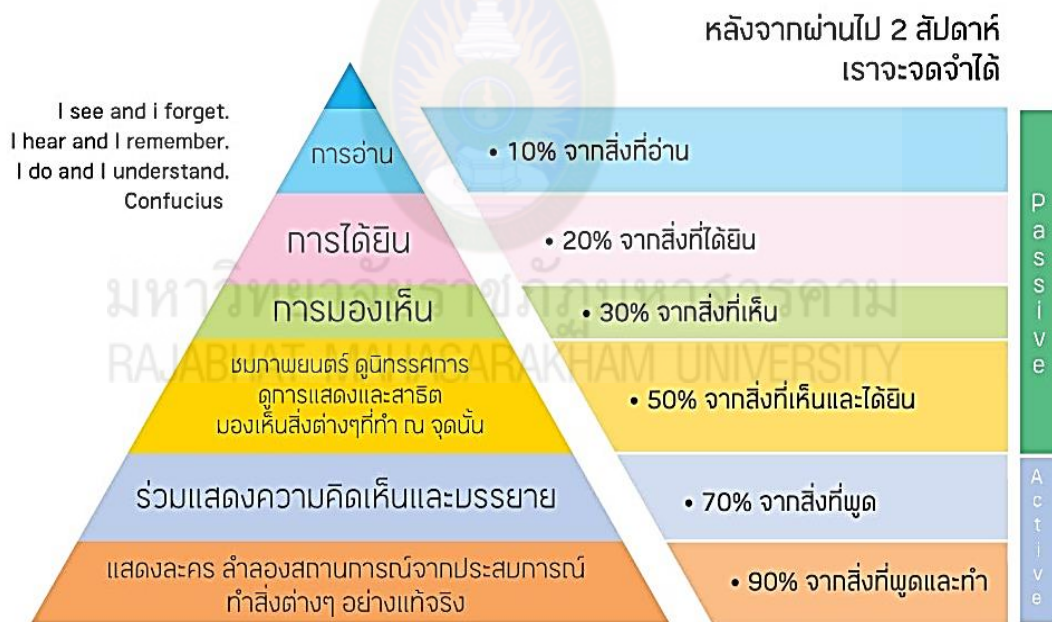 หลังจากผ่านไป 2 สัปดาห์
เราจะจดจำได้
I see and i forget.
I hear and I remember.
I do and I understand.
Confucius
การอ่าน
• 10% จากสิ่งที่อ่าน
การได้ยิน
• 20% จากสิ่งที่ได้ยิน
การมองเห็น
• 30% จากสิ่งที่เห็น
ชมภาพยนตร์ ดูนิทรรศการ
ดูการแสดงและสาธิต
มองเห็นสิ่งต่างๆที่ทำ ณ จุดนั้น
• 50% จากสิ่งที่เห็นและได้ยิน
Passive
ร่วมแสดงความคิดเห็นและบรรยาย
• 70% จากสิ่งที่พูด
แสดงละคร ลำลองสถานการณ์จากประสมการณ์
ทำสิ่งต่างๆ อย่างแท้จริง
• 90% จากสิ่งที่พูดและทำ
Active
มหาวิทยาลัยราชภัฏมหาสารคาม
RAJABHAT MAHASARAKHAM UNIVERSITY